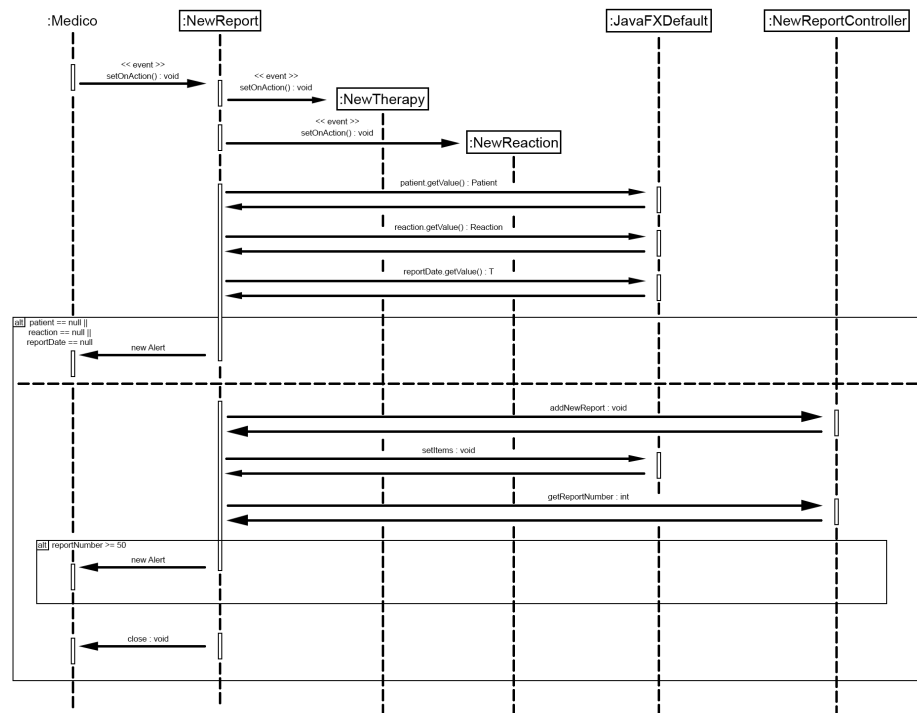 :Medico
:NewReport
:JavaFXDefault
:NewReportController
<< event >>
setOnAction() : void
<< event >>
setOnAction() : void
:NewTherapy
<< event >>
setOnAction() : void
:NewReaction
patient.getValue() : Patient
reaction.getValue() : Reaction
reportDate.getValue() : T
alt patient == null ||
reaction == null ||
reportDate == null
new Alert
addNewReport : void
setItems : void
getReportNumber : int
alt reportNumber >= 50
new Alert
close : void